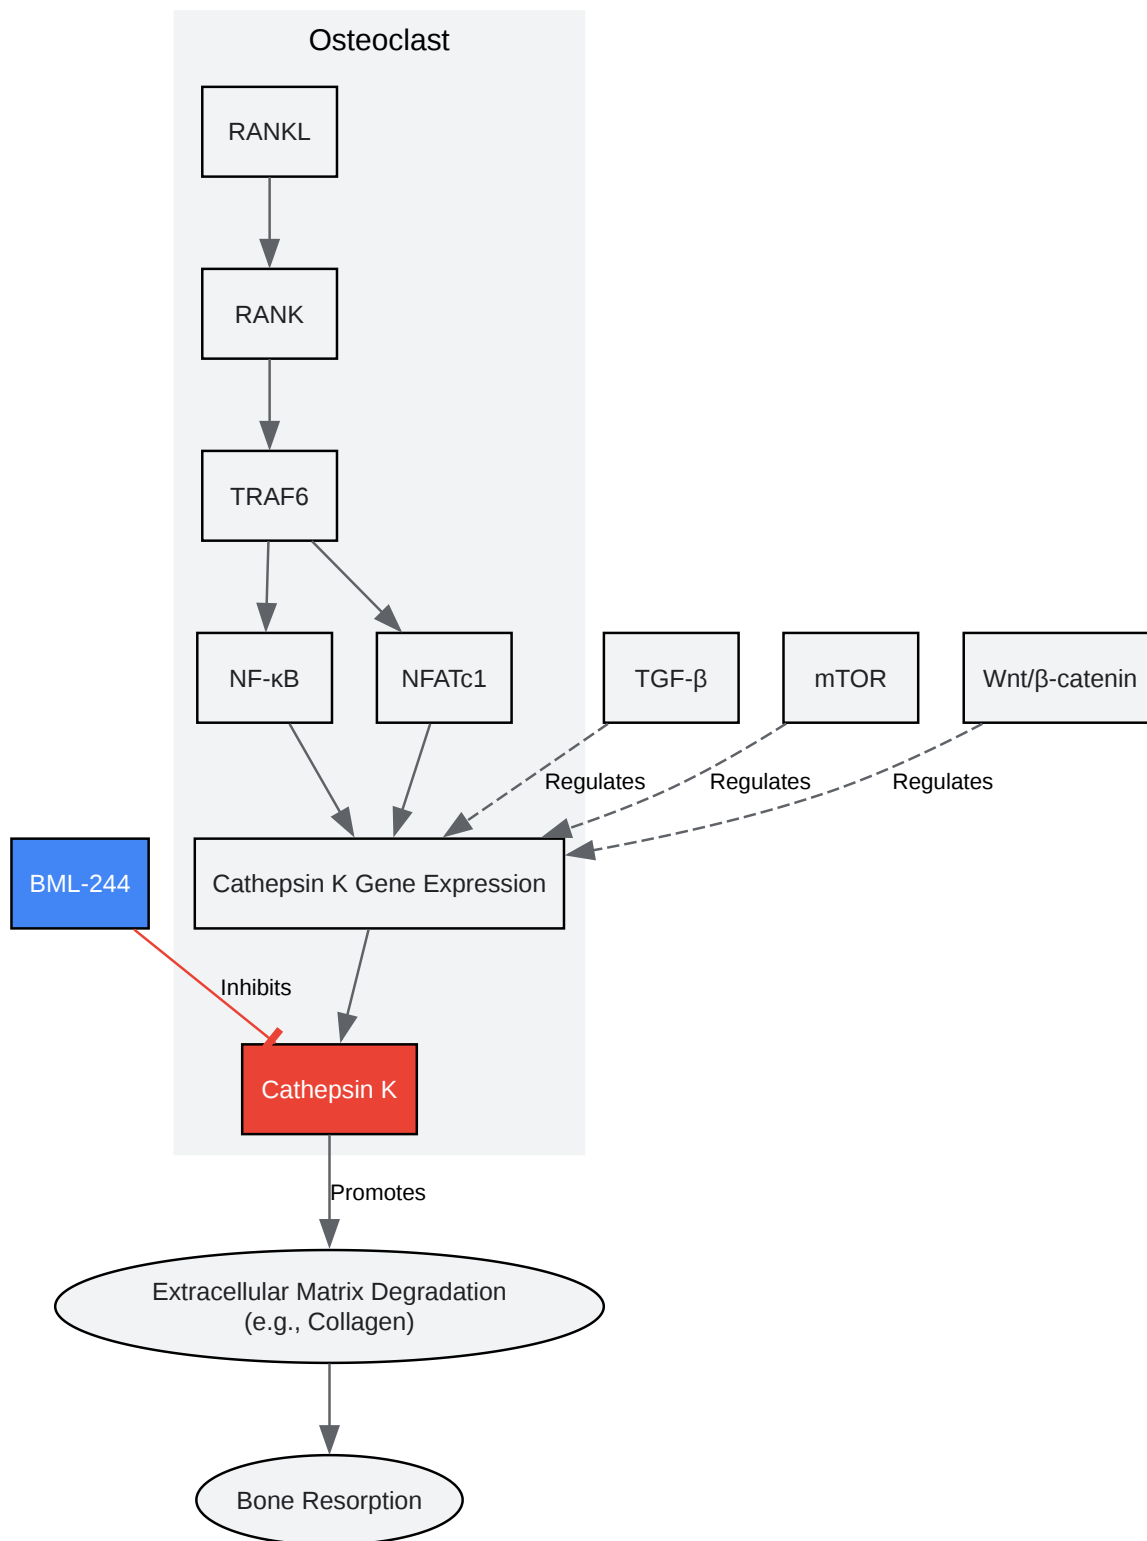 Osteoclast
RANKL
RANK
TRAF6
NF-κB
NFATc1
TGF-β
mTOR
Wnt/β-catenin
Regulates
Regulates
Regulates
BML-244
Cathepsin K Gene Expression
Inhibits
Cathepsin K
Promotes
Extracellular Matrix Degradation
(e.g., Collagen)
Bone Resorption